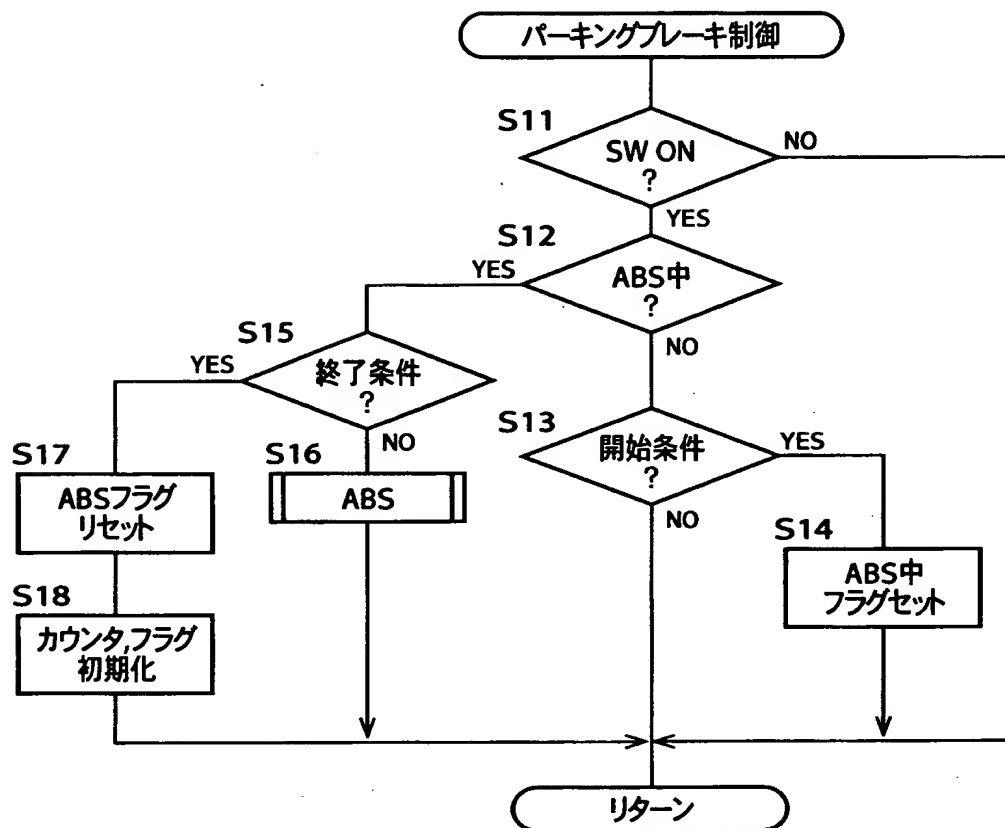 パーキングブレーキ制御
S11
SW ON
?
NO
YES
S12
ABS中
?
YES
NO
S15
終了条件
?
YES
NO
S13
開始条件
?
YES
NO
S17
ABSフラグ
リセット
S16
ABS
S14
ABS中
フラグセット
S18
カウンタ,フラグ
初期化
リターン